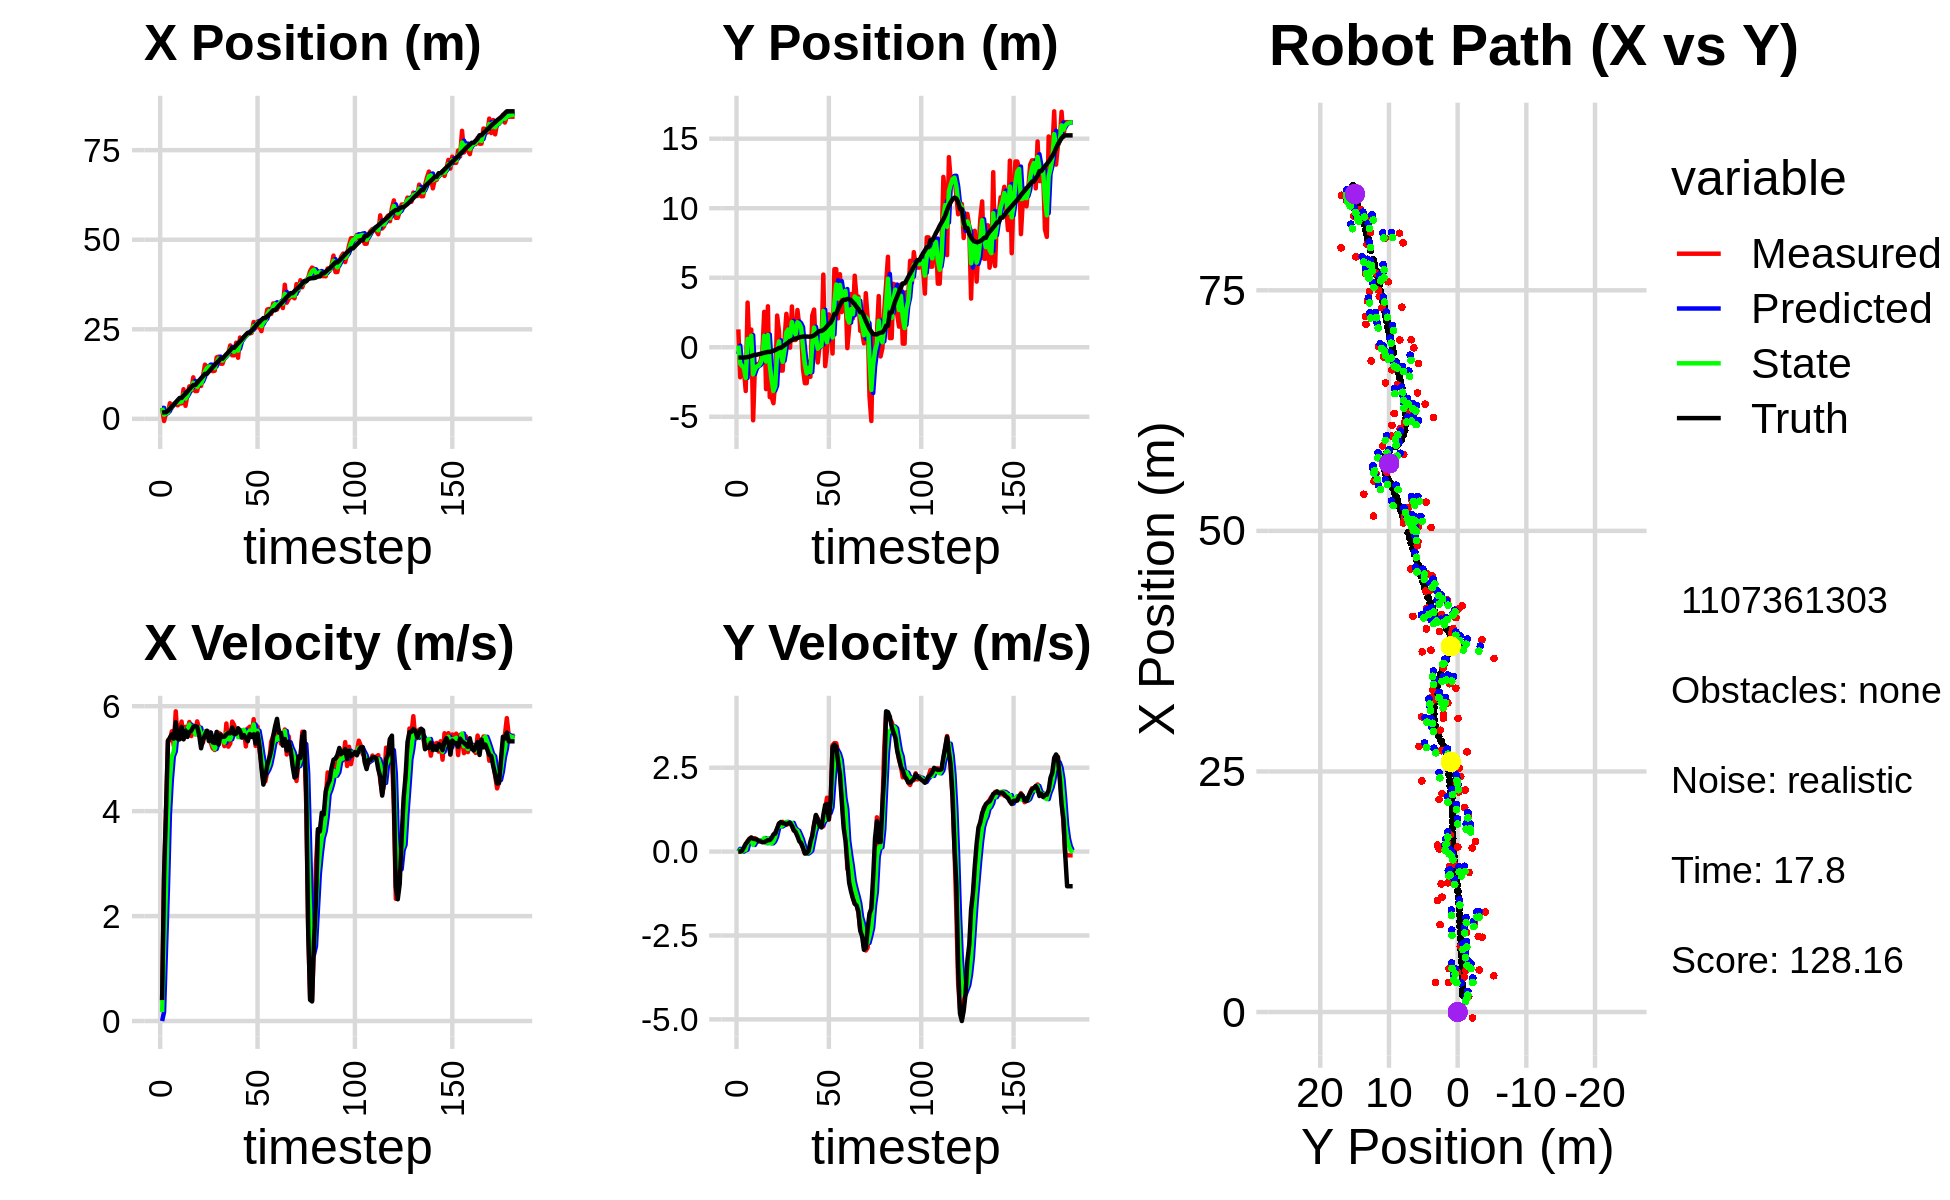 X Position (m)
75
50
25
0
0
50
100
150
timestep
Y Position (m)
15
10
5
0
-5
0
50
100
150
timestep
X Velocity (m/s)
6
4
2
0
0
50
100
150
timestep
Y Velocity (m/s)
2.5
0.0
-2.5
-5.0
0
50
100
150
timestep
Robot Path (X vs Y)
X Position (m)
75
50
25
0
20 10 0 -10 -20
Y Position (m)
variable
Measured
Predicted
State
Truth
1107361303
Obstacles: none
Noise: realistic
Time: 17.8
Score: 128.16